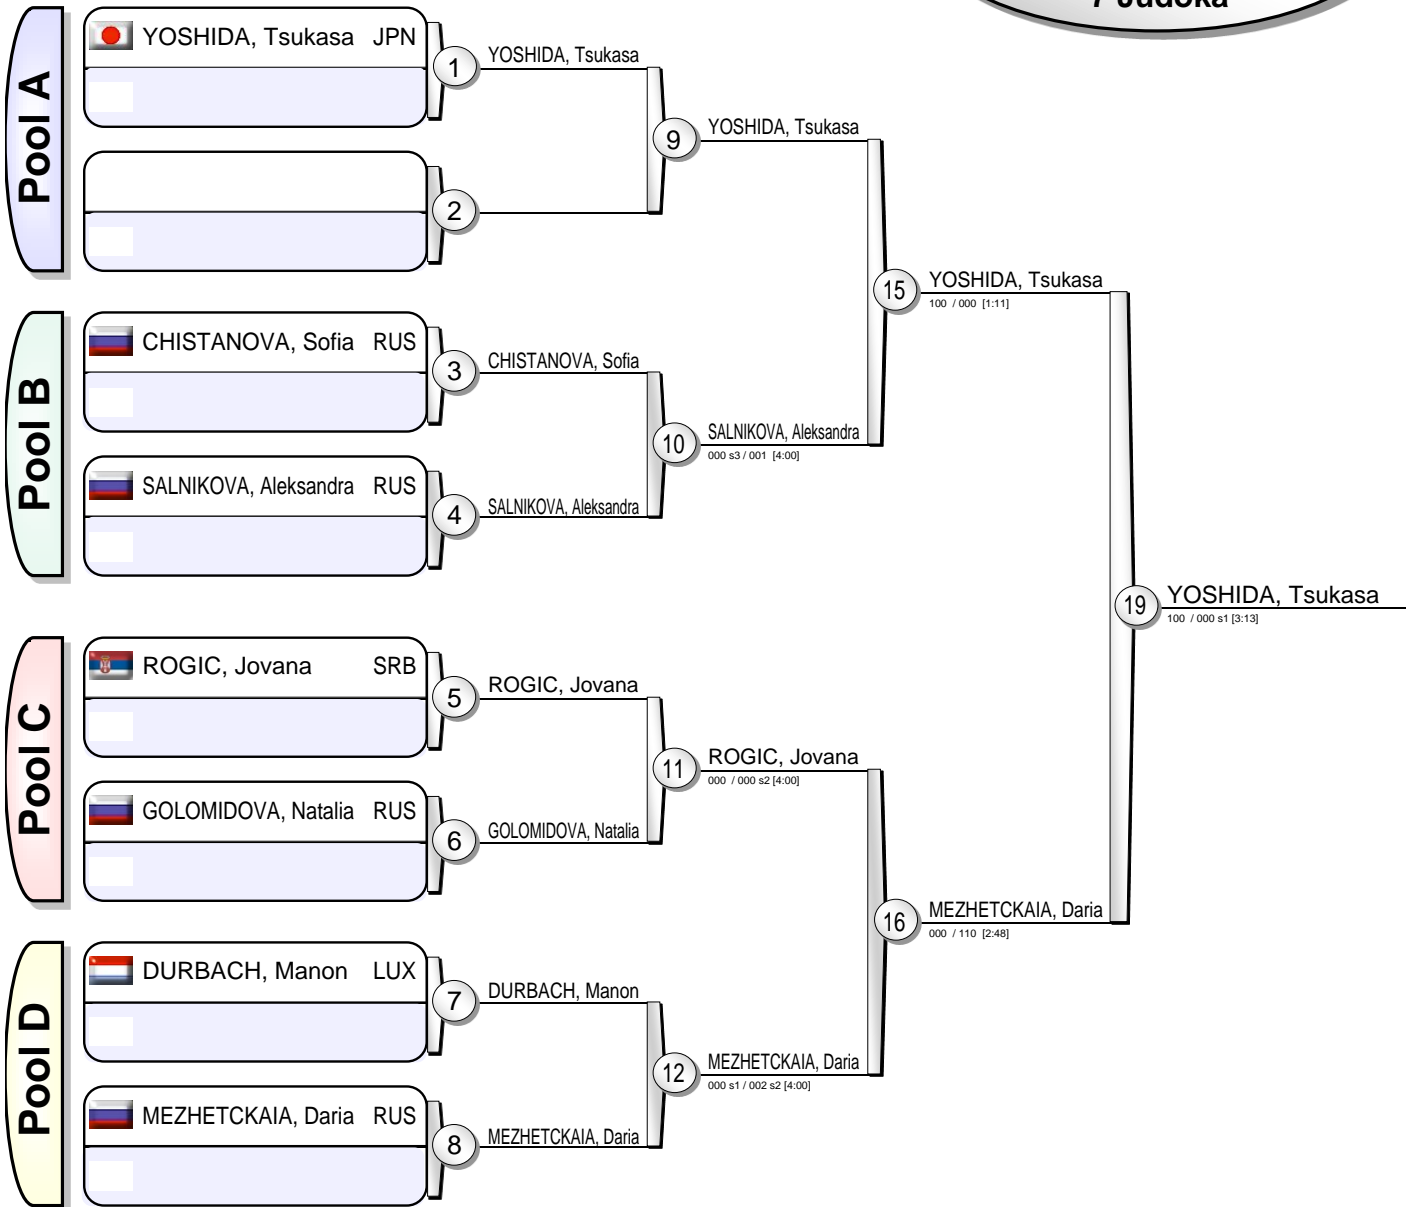 7 Judoka
Pool A
YOSHIDA, Tsukasa JPN
1
YOSHIDA, Tsukasa
2
9
YOSHIDA, Tsukasa
Pool B
CHISTANOVA, Sofia RUS
3
CHISTANOVA, Sofia
SALNIKOVA, Aleksandra RUS
4
SALNIKOVA, Aleksandra
10
SALNIKOVA, Aleksandra
000 s3 / 001 [4:00]
15
YOSHIDA, Tsukasa
100 / 000 [1:11]
Pool C
ROGIC, Jovana SRB
5
ROGIC, Jovana
GOLOMIDOVA, Natalia RUS
6
GOLOMIDOVA, Natalia
11
ROGIC, Jovana
000 / 000 s2 [4:00]
Pool D
DURBACH, Manon LUX
7
DURBACH, Manon
MEZHETCKAIA, Daria RUS
8
MEZHETCKAIA, Daria
12
MEZHETCKAIA, Daria
000 s1 / 002 s2 [4:00]
16
MEZHETCKAIA, Daria
000 / 110 [2:48]
19
YOSHIDA, Tsukasa
100 / 000 s1 [3:13]